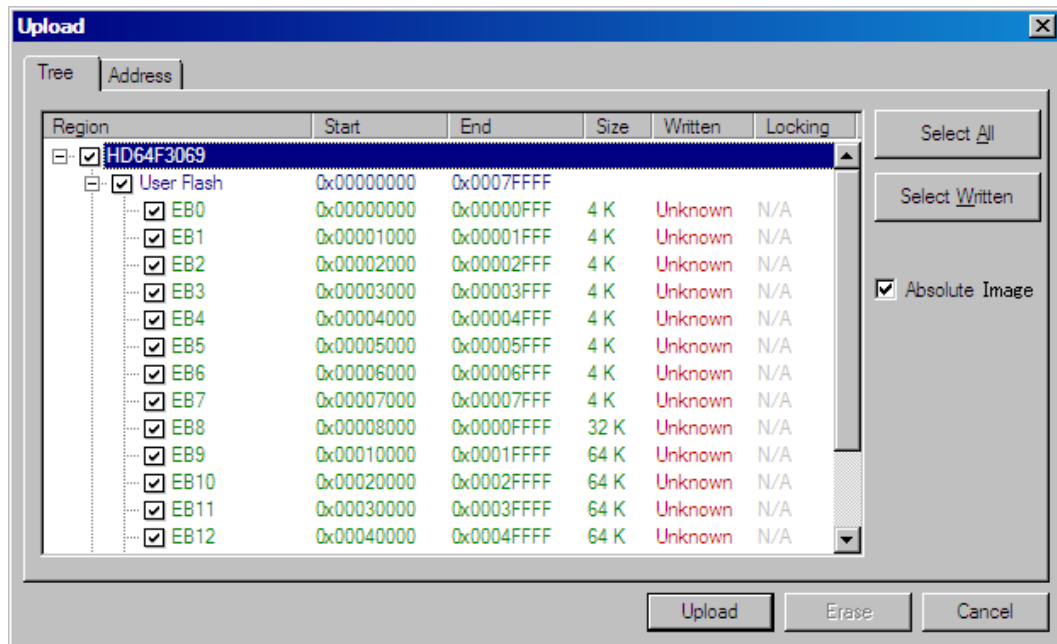 Upload
Tree Address
Region Start End Size Written Locking
HD64F3069
User Flash 0x00000000 0x0007FFFF
EB0 0x00000000 0x00000FFF 4 K Unknown N/A
EB1 0x00001000 0x00001FFF 4 K Unknown N/A
EB2 0x00002000 0x00002FFF 4 K Unknown N/A
EB3 0x00003000 0x00003FFF 4 K Unknown N/A
EB4 0x00004000 0x00004FFF 4 K Unknown N/A
EB5 0x00005000 0x00005FFF 4 K Unknown N/A
EB6 0x00006000 0x00006FFF 4 K Unknown N/A
EB7 0x00007000 0x00007FFF 4 K Unknown N/A
EB8 0x00008000 0x0000FFFF 32 K Unknown N/A
EB9 0x00010000 0x0001FFFF 64 K Unknown N/A
EB10 0x00020000 0x0002FFFF 64 K Unknown N/A
EB11 0x00030000 0x0003FFFF 64 K Unknown N/A
EB12 0x00040000 0x0004FFFF 64 K Unknown N/A
Select All
Select Written
Absolute Image
Upload Erase Cancel